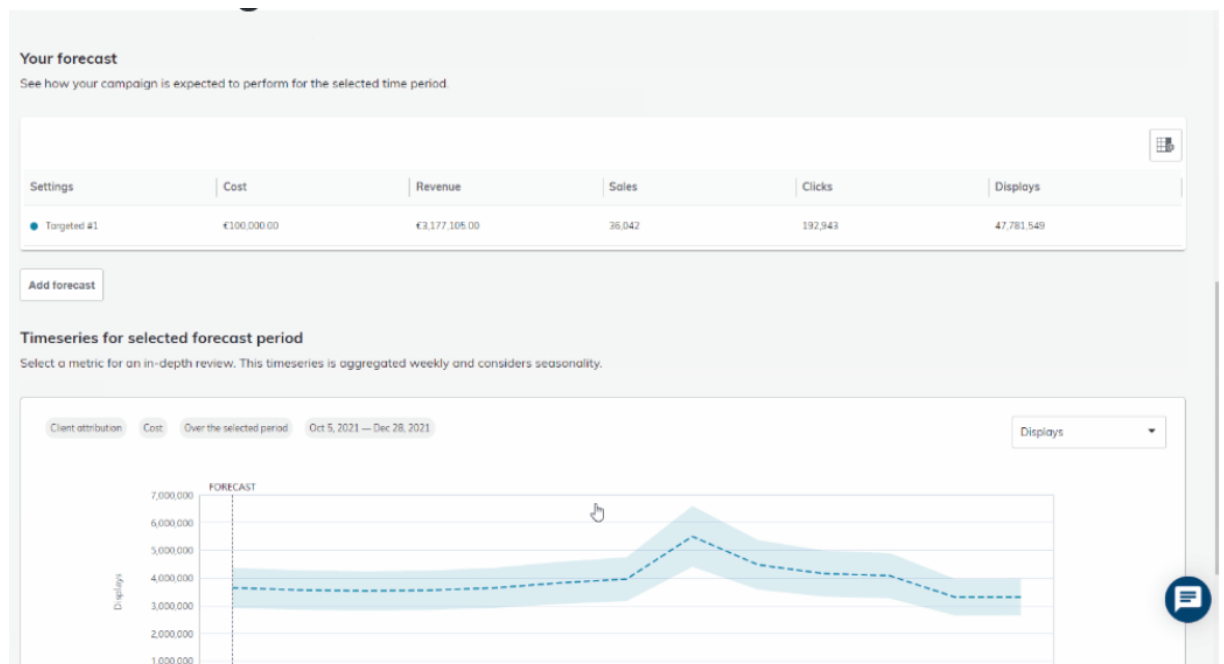 Your forecast
See how your campaign is expected to perform for the selected time period.
Settings Cost Revenue Sales Clicks Displays
Targeted #1 €100,000.00 €3,177,105.00 36,042 192,943 47,781,549
Add forecast
Timeseries for selected forecast period
Select a metric for an in-depth review. This timeseries is aggregated weekly and considers seasonality.
Client attribution Cost Over the selected period Oct 5, 2021 — Dec 28, 2021
Displays
FORECAST
7,000,000
6,000,000
5,000,000
4,000,000
3,000,000
2,000,000
1,000,000
Displays